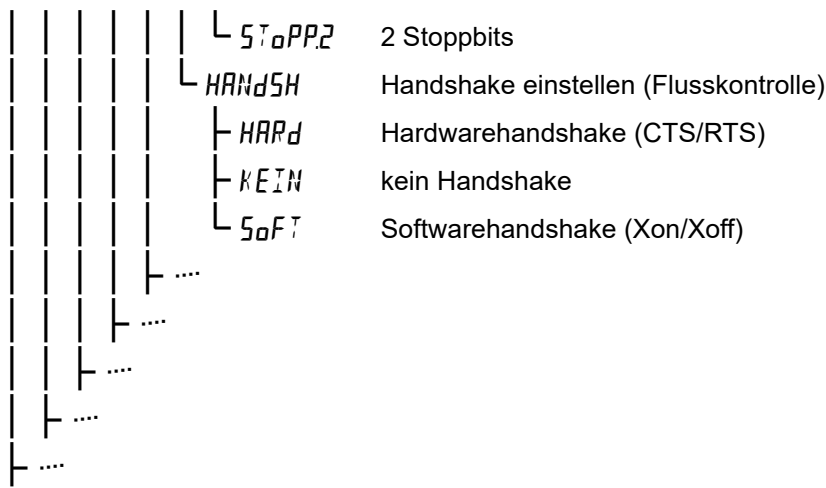 SToPP.2 2 Stoppbits
HANdSH Handshake einstellen (Flusskontrolle)
HARd Hardwarehandshake (CTS/RTS)
KEIN kein Handshake
SoFT Softwarehandshake (Xon/Xoff)